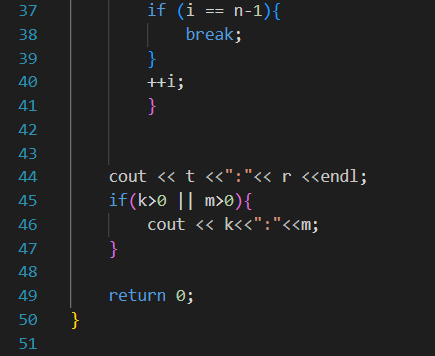 37 if (i == n-1){
38 break;
39 }
40 ++i;
41 }
42
43
44 cout << t <<":"<< r <<endl;
45 if(k>0 || m>0){
46 cout << k<<":"<<m;
47 }
48
49 return 0;
50 }
51